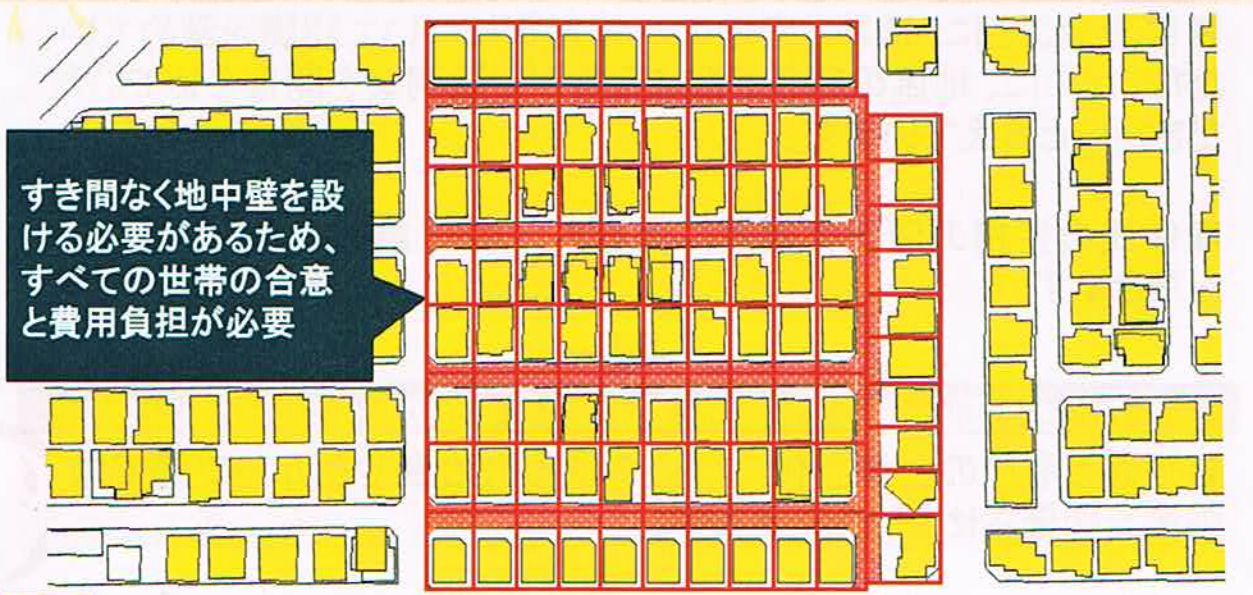 すき間なく地中壁を設
ける必要があるため、
すべての世帯の合意
と費用負担が必要